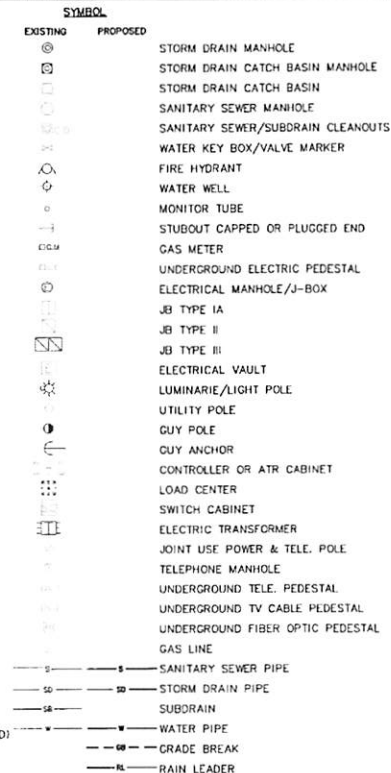 SYMBOL
EXISTING PROPOSED
STORM DRAIN MANHOLE
STORM DRAIN CATCH BASIN MANHOLE
STORM DRAIN CATCH BASIN
SANITARY SEWER MANHOLE
SANITARY SEWER/SUBDRAIN CLEANOUTS
WATER KEY BOX/VALVE MARKER
FIRE HYDRANT
WATER WELL
MONITOR TUBE
STUBOUT CAPPED OR PLUGGED END
G.M GAS METER
UNDERGROUND ELECTRIC PEDESTAL
ELECTRICAL MANHOLE/J-BOX
JB TYPE IA
JB TYPE II
JB TYPE III
ELECTRICAL VAULT
LUMINARIE/LIGHT POLE
UTILITY POLE
GUY POLE
GUY ANCHOR
CONTROLLER OR ATR CABINET
LOAD CENTER
SWITCH CABINET
ELECTRIC TRANSFORMER
JOINT USE POWER & TELE. POLE
TELEPHONE MANHOLE
UNDERGROUND TELE. PEDESTAL
UNDERGROUND TV CABLE PEDESTAL
UNDERGROUND FIBER OPTIC PEDESTAL
GAS LINE
S S SANITARY SEWER PIPE
SD SD STORM DRAIN PIPE
SB SUBDRAIN
W W WATER PIPE
GB GRADE BREAK
RL RAIN LEADER